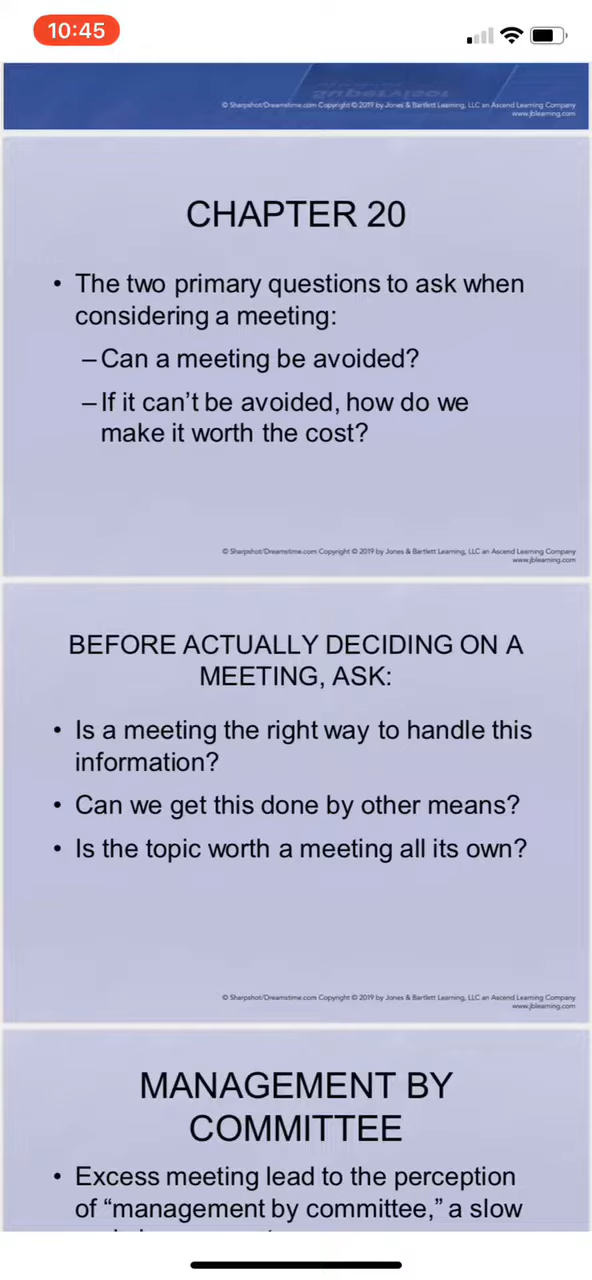 10:45
© Sharpshot/Dreamstime.com Copyright © 2019 by Jones & Bartlett Learning, LLC an Ascend Learning Company
www.jblearning.com
CHAPTER 20
• The two primary questions to ask when
considering a meeting:
– Can a meeting be avoided?
– If it can’t be avoided, how do we
make it worth the cost?
© Sharpshot/Dreamstime.com Copyright © 2019 by Jones & Bartlett Learning, LLC an Ascend Learning Company
www.jblearning.com
BEFORE ACTUALLY DECIDING ON A
MEETING, ASK:
• Is a meeting the right way to handle this
information?
• Can we get this done by other means?
• Is the topic worth a meeting all its own?
© Sharpshot/Dreamstime.com Copyright © 2019 by Jones & Bartlett Learning, LLC an Ascend Learning Company
www.jblearning.com
MANAGEMENT BY
COMMITTEE
• Excess meeting lead to the perception
of “management by committee,” a slow